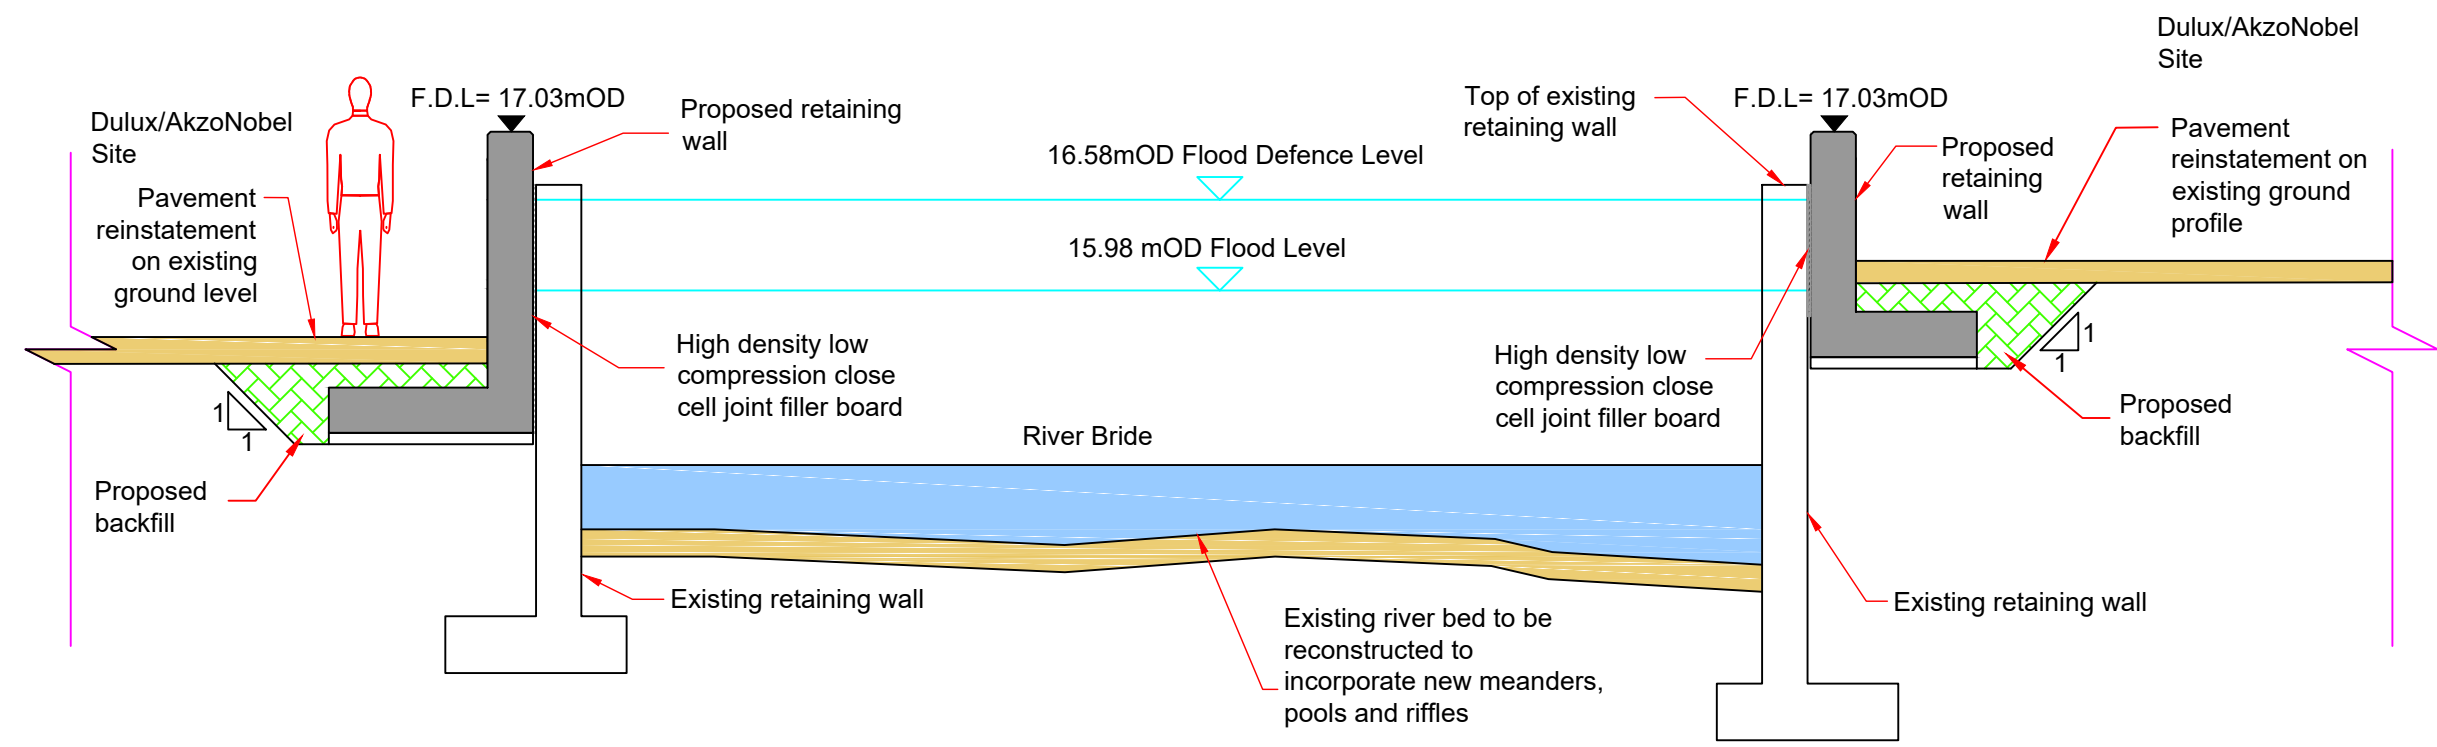 Dulux/AkzoNobel
Site
F.D.L= 17.03mOD
Proposed retaining
wall
Pavement
reinstatement
on existing
ground level
16.58mOD Flood Defence Level
15.98 mOD Flood Level
Top of existing
retaining wall
F.D.L= 17.03mOD
Dulux/AkzoNobel
Site
Proposed
retaining
wall
Pavement
reinstatement on
existing ground
profile
High density low
compression close
cell joint filler board
High density low
compression close
cell joint filler board
1
1
1
1
Proposed
backfill
Proposed
backfill
River Bride
Existing retaining wall
Existing river bed to be
reconstructed to
incorporate new meanders,
pools and riffles
Existing retaining wall